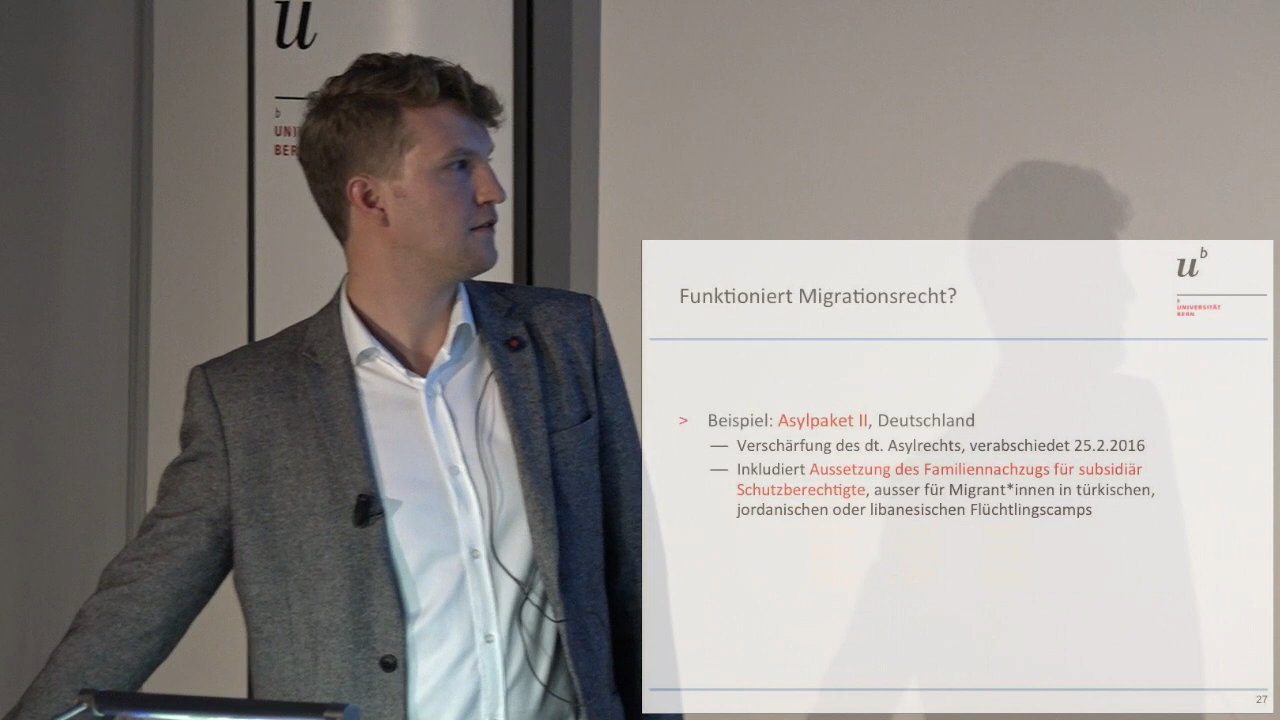 u
b
UNI
BER
Funktioniert Migrationsrecht?
u b
b
UNIVERSITÄT
BERN
> Beispiel: Asylpaket II, Deutschland
— Verschärfung des dt. Asylrechts, verabschiedet 25.2.2016
— Inkludiert Aussetzung des Familiennachzugs für subsidiär
Schutzberechtigte, ausser für Migrant*innen in türkischen,
jordanischen oder libanesischen Flüchtlingscamps
27